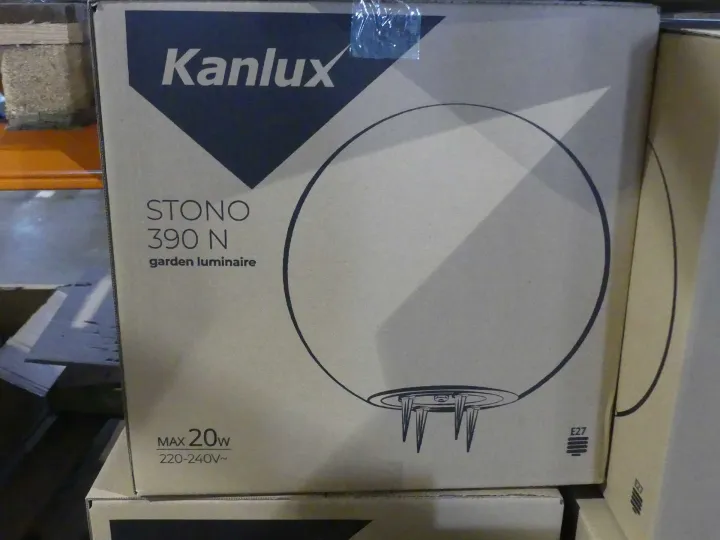 Kanlux
STONO
390 N
garden luminaire
MAX 20W
220-240V~
E27